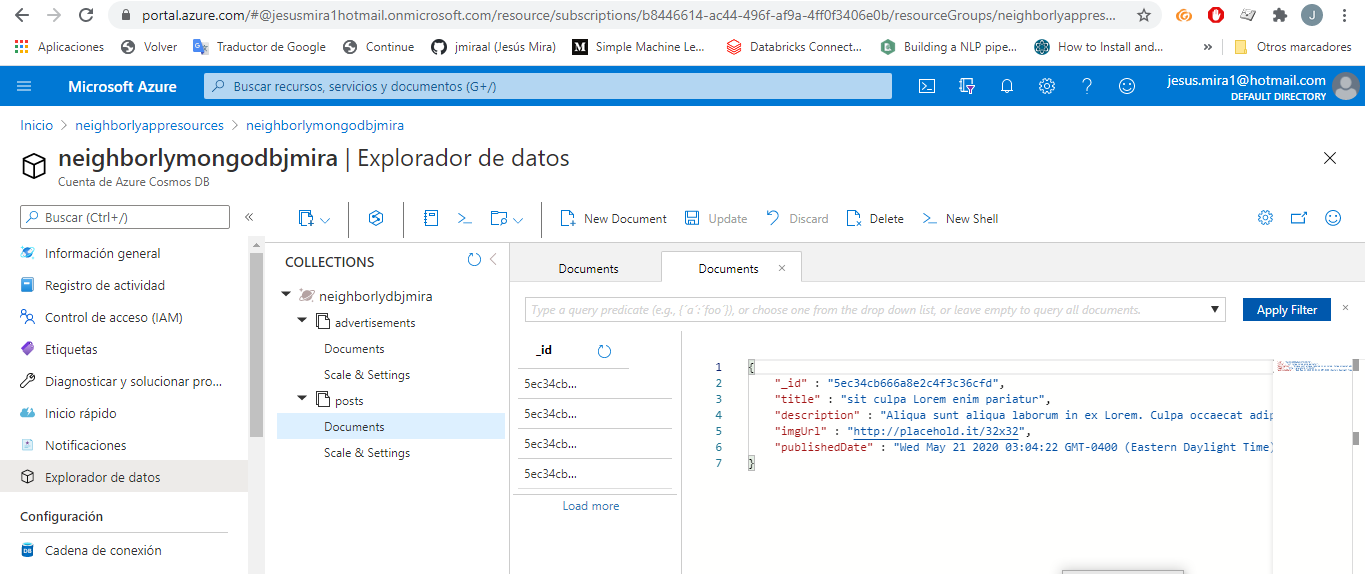 portal.azure.com/#@jesusmira1hotmail.onmicrosoft.com/resource/subscriptions/b8446614-ac44-496f-af9a-4ff0f3406e0b/resourceGroups/neighborlyappres...
J
Aplicaciones Volver Traductor de Google Continue jmiraal (Jesús Mira) Simple Machine Le... Databricks Connect... Building a NLP pipe... How to Install and... » Otros marcadores
Microsoft Azure Buscar recursos, servicios y documentos (G+/) jesus.mira1@hotmail.com
DEFAULT DIRECTORY
Inicio > neighborlyappresources > neighborlymongodbjmira
neighborlymongodbjmira | Explorador de datos
Cuenta de Azure Cosmos DB
Buscar (Ctrl+/) «
Información general
Registro de actividad
Control de acceso (IAM)
Etiquetas
Diagnosticar y solucionar pro...
Inicio rápido
Notificaciones
Explorador de datos
Configuración
Cadena de conexión
New Document Update Discard Delete New Shell
COLLECTIONS
neighborlydbjmira
advertisements
Documents
Scale & Settings
posts
Documents
Scale & Settings
Documents Documents
Type a query predicate (e.g., {´a´:´foo´}), or choose one from the drop down list, or leave empty to query all documents. Apply Filter
_id
5ec34cb...
5ec34cb...
5ec34cb...
5ec34cb...
Load more
1 {
2 "_id" : "5ec34cb666a8e2c4f3c36cfd",
3 "title" : "sit culpa Lorem enim pariatur",
4 "description" : "Aliqua sunt aliqua laborum in ex Lorem. Culpa occaecat adip
5 "imgUrl" : "http://placehold.it/32x32",
6 "publishedDate" : "Wed May 21 2020 03:04:22 GMT-0400 (Eastern Daylight Time)
7 }